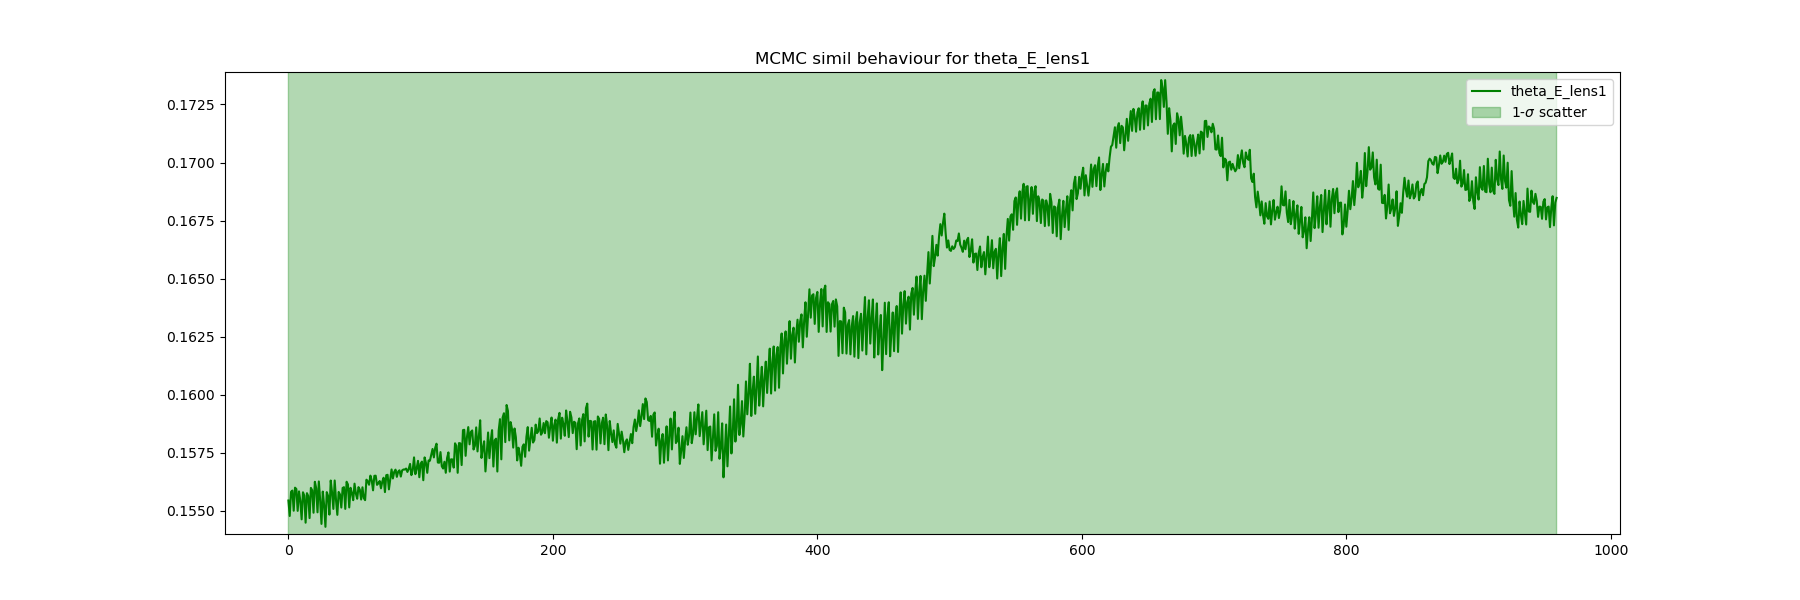 MCMC simil behaviour for theta_E_lens1
theta_E_lens1
1-σ scatter
0.1725
0.1700
0.1675
0.1650
0.1625
0.1600
0.1575
0.1550
0 200 400 600 800 1000